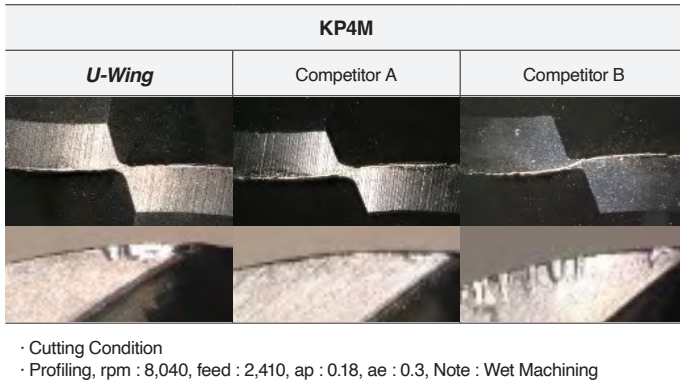 KP4M
U-Wing
Competitor A
Competitor B
· Cutting Condition
· Profiling, rpm : 8,040, feed : 2,410, ap : 0.18, ae : 0.3, Note : Wet Machining